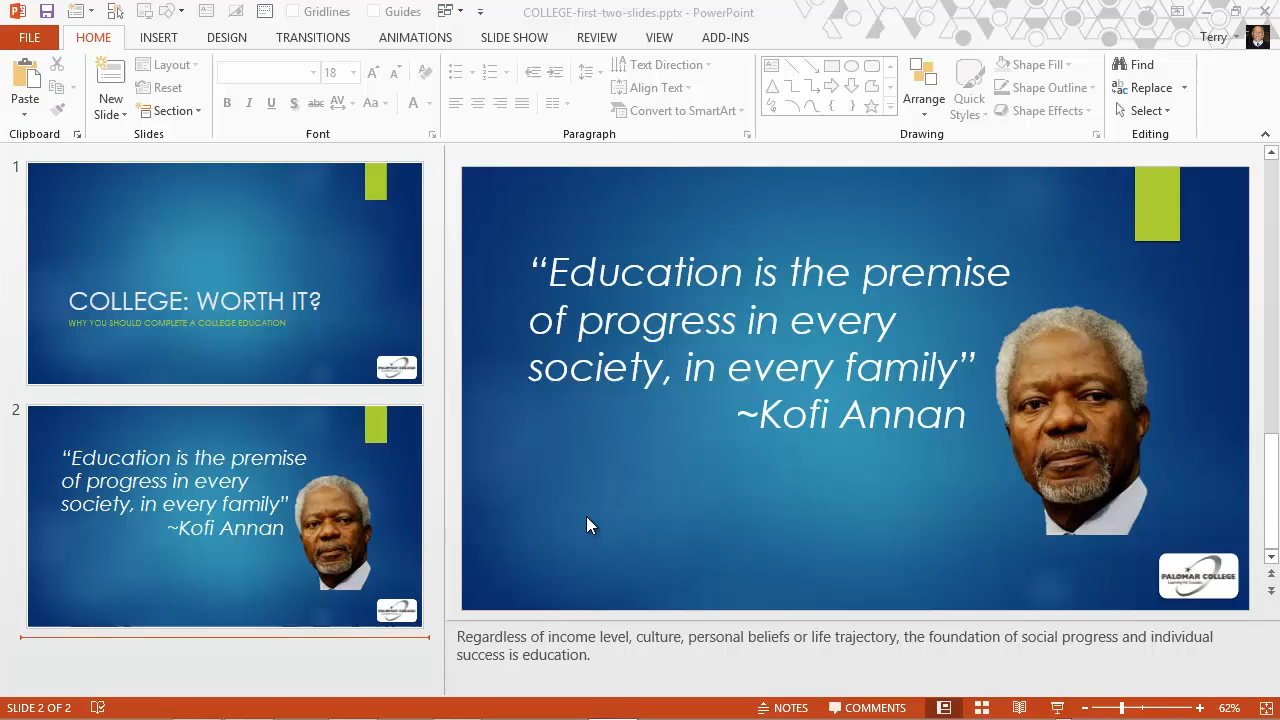 Gridlines
Guides
COLLEGE-first-two-slides.pptx - PowerPoint
FILE
HOME
INSERT
DESIGN
TRANSITIONS
ANIMATIONS
SLIDE SHOW
REVIEW
VIEW
ADD-INS
Terry
Paste
Clipboard
New
Slide
Layout
Reset
Section
Slides
18
B I U S abc AV Aa A
Font
Text Direction
Align Text
Convert to SmartArt
Paragraph
Arrange
Quick
Styles
Shape Fill
Shape Outline
Shape Effects
Drawing
Find
Replace
Select
Editing
1
COLLEGE: WORTH IT?
WHY YOU SHOULD COMPLETE A COLLEGE EDUCATION
2
“Education is the premise
of progress in every
society, in every family”
~Kofi Annan
“Education is the premise
of progress in every
society, in every family”
~Kofi Annan
PALOMAR COLLEGE
Learning for Success
Regardless of income level, culture, personal beliefs or life trajectory, the foundation of social progress and individual
success is education.
SLIDE 2 OF 2
NOTES
COMMENTS
62%